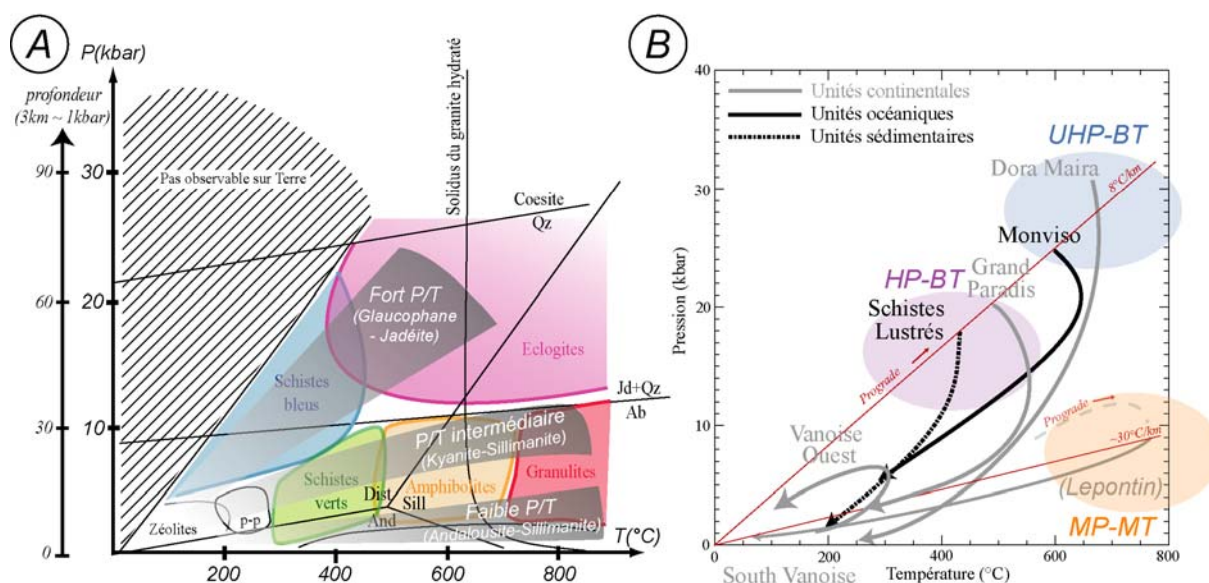 A
P(kbar)
profondeur
(3km ~ 1kbar)
90
60
30
0
30
20
10
0
Pas observable sur Terre
Solidus du granite hydraté
Coesite
Qz
Fort P/T
(Glaucophane
- Jadéite)
Eclogites
Schistes
bleus
Jd+Qz
Ab
P/T intermédiaire
(Kyanite-Sillimanite)
Granulites
Schistes
verts
Dist
Sill
And
Amphibolites
Faible P/T
(Andalousite-Sillimanite)
Zéolites
p-p
T(°C)
200
400
600
800
B
40
30
20
10
0
Pression (kbar)
Unités continentales
Unités océaniques
Unités sédimentaires
UHP-BT
Dora Maira
8°C/km
Monviso
HP-BT
Grand
Paradis
Schistes
Lustrés
Prograde
Prograde
~30°C/km
Vanoise
Ouest
(Lepontin)
MP-MT
0
200
400
600
800
South Vanoise
Température (°C)